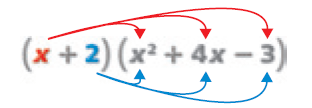 (x + 2)(x² + 4x − 3)